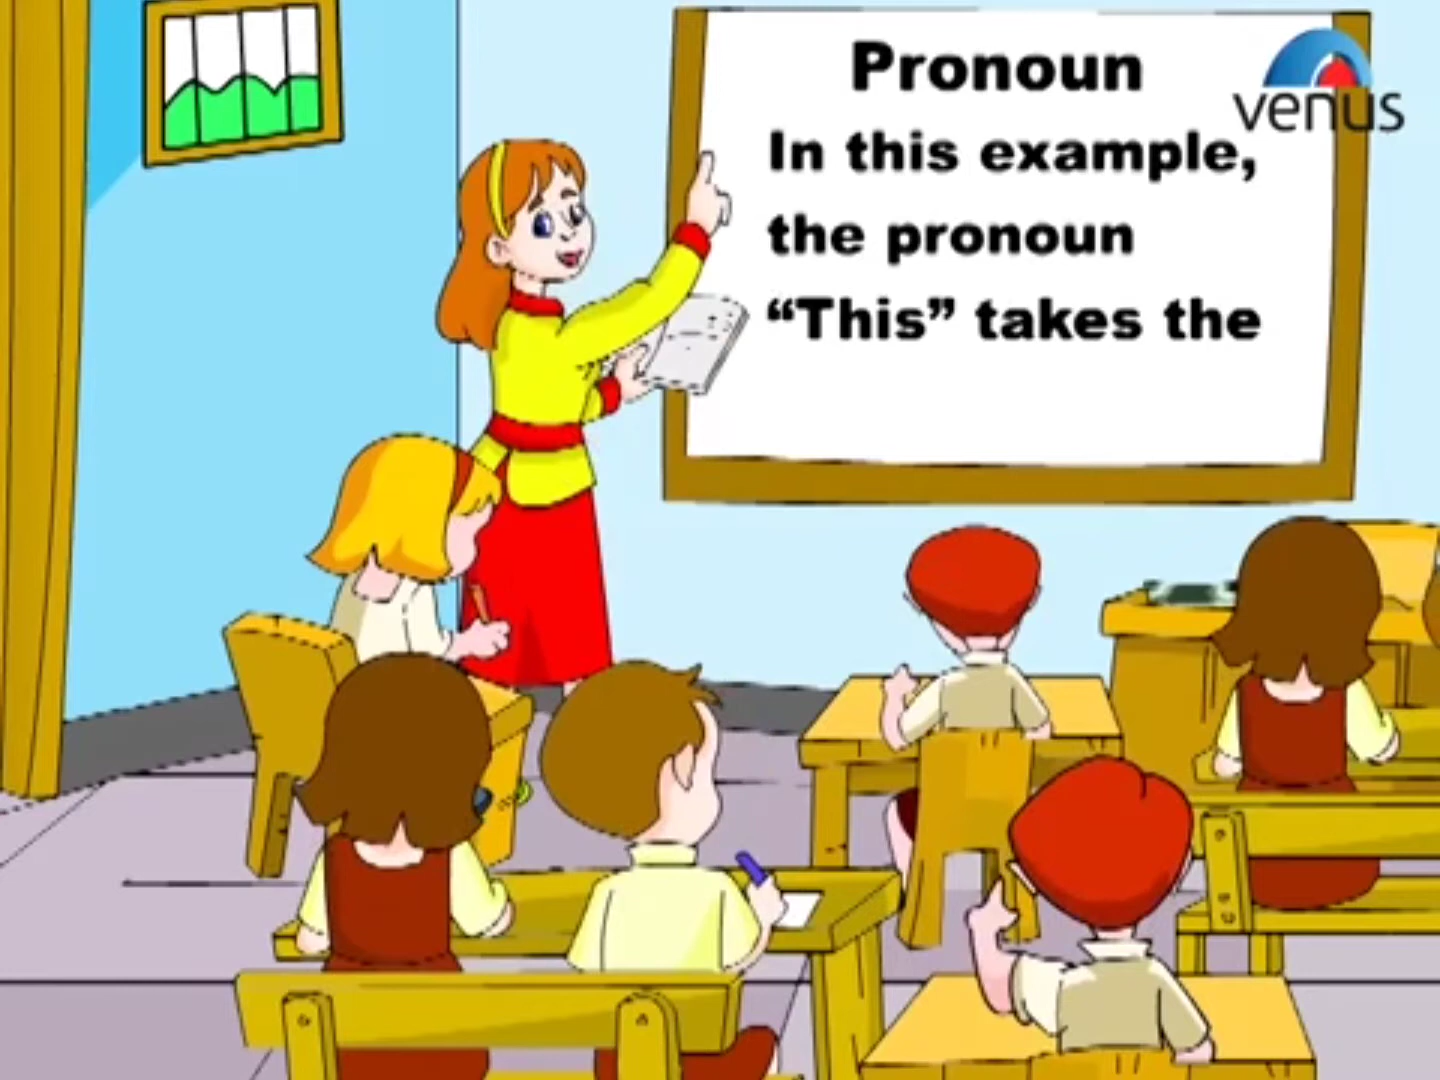 Pronoun
venus
In this example,
the pronoun
“This” takes the